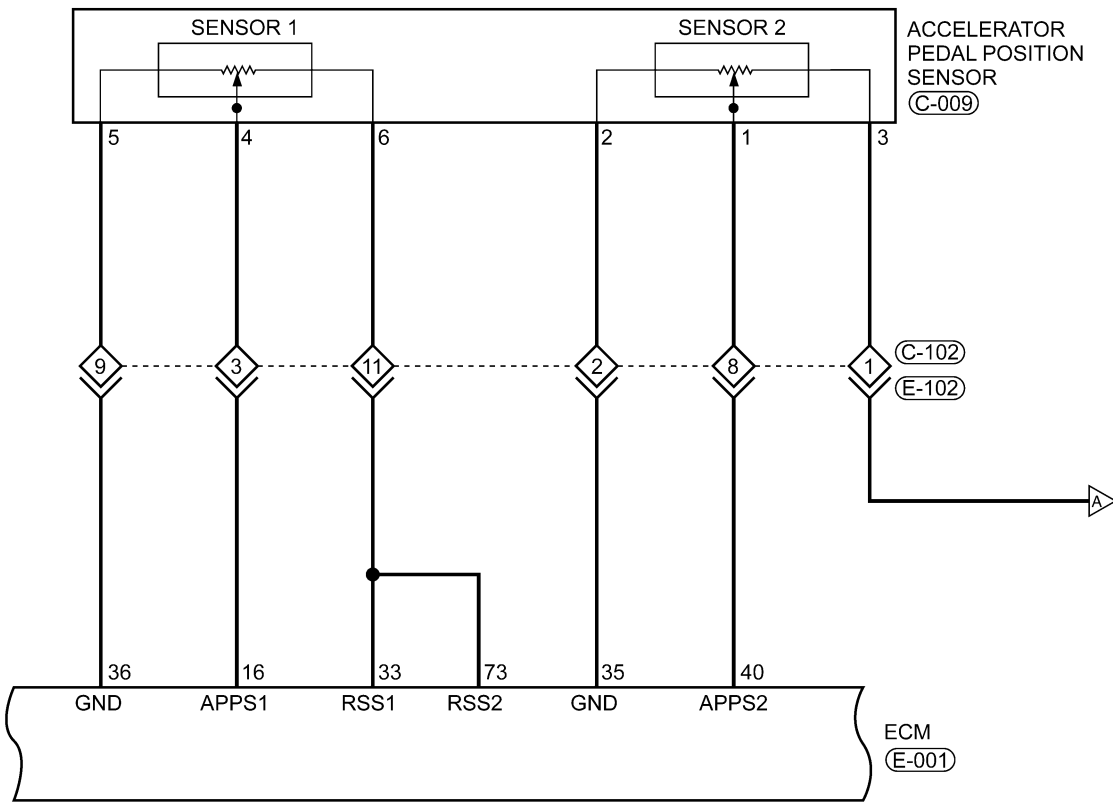 SENSOR 1
SENSOR 2
ACCELERATOR
PEDAL POSITION
SENSOR
C-009
5 4 6 2 1 3
9 3 11 2 8 1
C-102
E-102
A
36 16 33 73 35 40
GND APPS1 RSS1 RSS2 GND APPS2
ECM
E-001